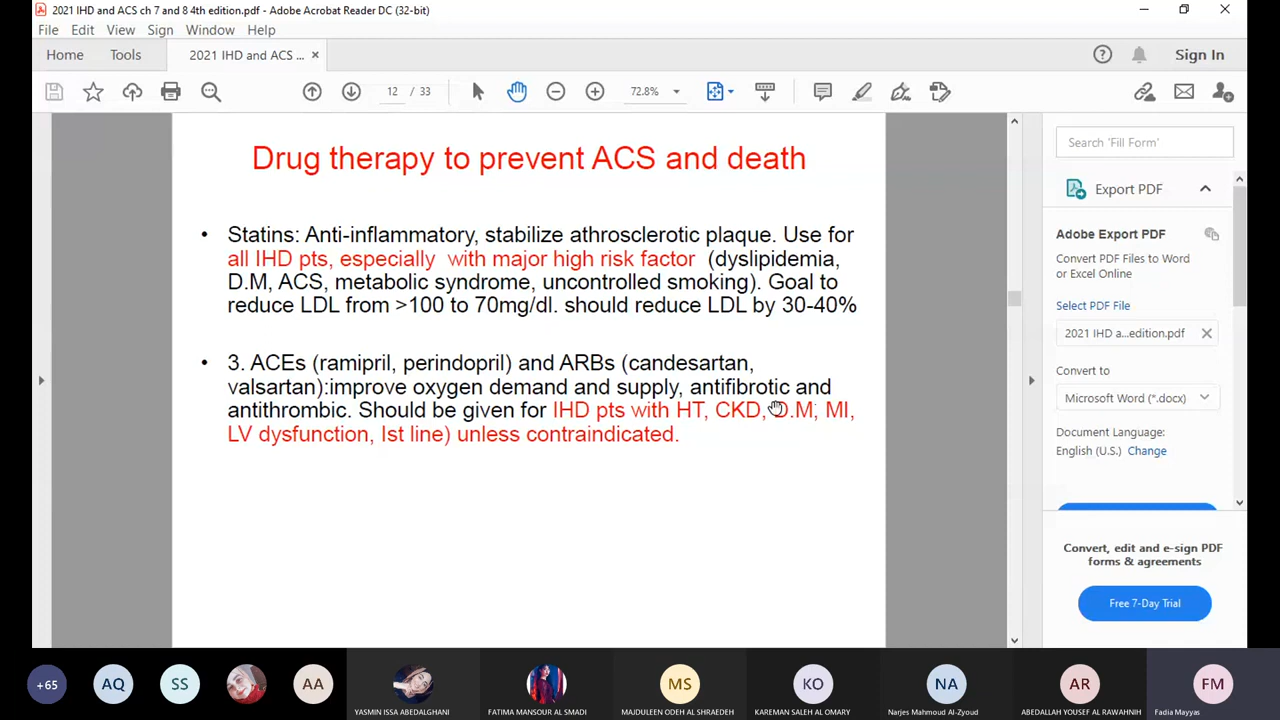 2021 IHD and ACS ch 7 and 8 4th edition.pdf - Adobe Acrobat Reader DC (32-bit)
File Edit View Sign Window Help
Home Tools 2021 IHD and ACS ... × Sign In
12 / 33 72.8%
Drug therapy to prevent ACS and death
• Statins: Anti-inflammatory, stabilize athrosclerotic plaque. Use for
all IHD pts, especially with major high risk factor (dyslipidemia,
D.M, ACS, metabolic syndrome, uncontrolled smoking). Goal to
reduce LDL from >100 to 70mg/dl. should reduce LDL by 30-40%
• 3. ACEs (ramipril, perindopril) and ARBs (candesartan,
valsartan):improve oxygen demand and supply, antifibrotic and
antithrombic. Should be given for IHD pts with HT, CKD, D.M, MI,
LV dysfunction, Ist line) unless contraindicated.
Search 'Fill Form'
Export PDF
Adobe Export PDF
Convert PDF Files to Word
or Excel Online
Select PDF File
2021 IHD a...edition.pdf
Convert to
Microsoft Word (*.docx)
Document Language:
English (U.S.) Change
Convert, edit and e-sign PDF
forms & agreements
Free 7-Day Trial
+65 AQ SS AA MS KO NA AR FM
YASMIN ISSA ABEDALGHANI FATIMA MANSOUR AL SMADI MAJDULEEN ODEH AL SHRAEDEH KAREMAN SALEH AL OMARY Narjes Mahmoud Al-Zyoud ABEDALLAH YOUSEF AL RAWAHNIH Fadia Mayyas